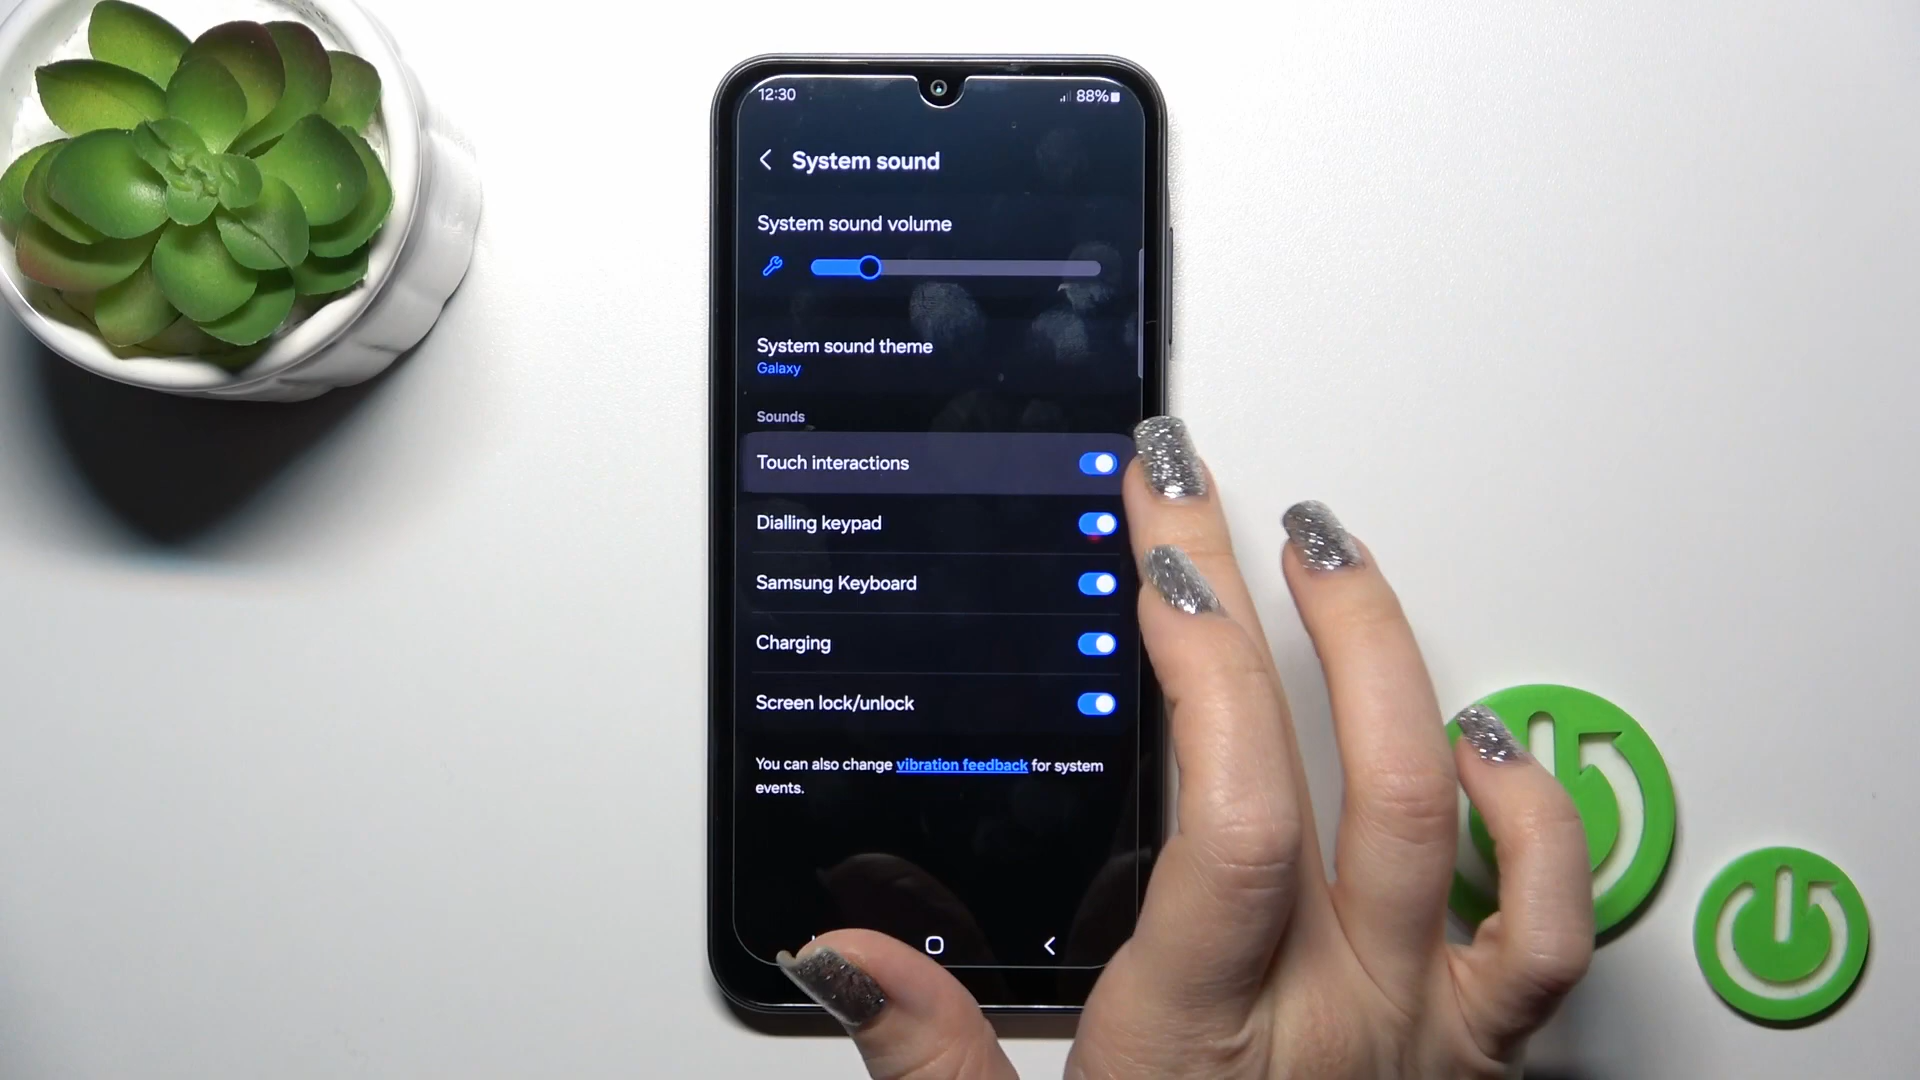 12:30
88%
System sound
System sound volume
System sound theme
Galaxy
Sounds
Touch interactions
Dialling keypad
Samsung Keyboard
Charging
Screen lock/unlock
You can also change vibration feedback for system
events.